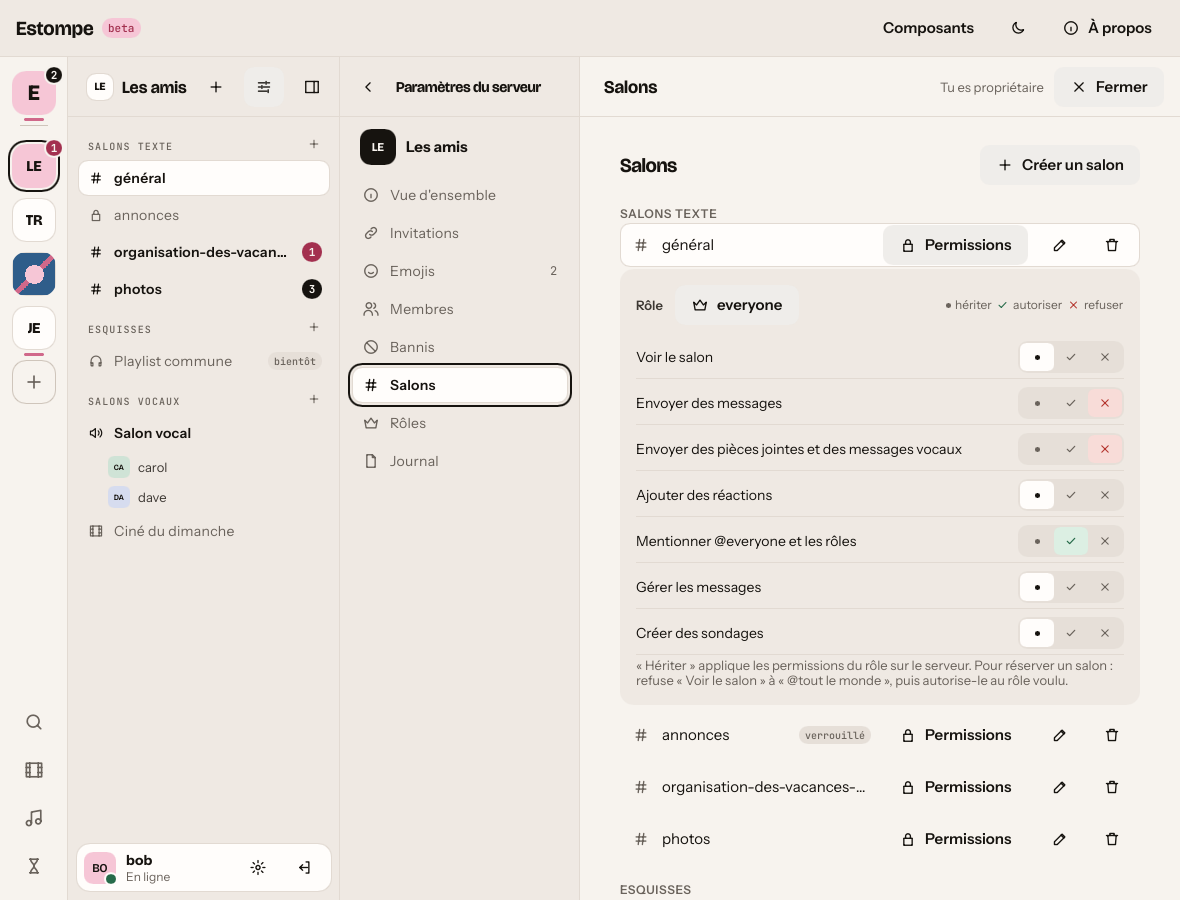 Estompe beta
Composants
À propos
E 2
LE 1
TR
JE
LE Les amis
SALONS TEXTE
général
annonces
organisation-des-vacan... 1
photos 3
ESQUISSES
Playlist commune bientôt
SALONS VOCAUX
Salon vocal
CA carol
DA dave
Ciné du dimanche
BO bob
En ligne
Paramètres du serveur
LE Les amis
Vue d'ensemble
Invitations
Emojis 2
Membres
Bannis
Salons
Rôles
Journal
Salons
Tu es propriétaire
Fermer
Salons
Créer un salon
SALONS TEXTE
général Permissions
Rôle everyone hériter autoriser refuser
Voir le salon
Envoyer des messages
Envoyer des pièces jointes et des messages vocaux
Ajouter des réactions
Mentionner @everyone et les rôles
Gérer les messages
Créer des sondages
« Hériter » applique les permissions du rôle sur le serveur. Pour réserver un salon :
refuse « Voir le salon » à « @tout le monde », puis autorise-le au rôle voulu.
annonces verrouillé Permissions
organisation-des-vacances-... Permissions
photos Permissions
ESQUISSES